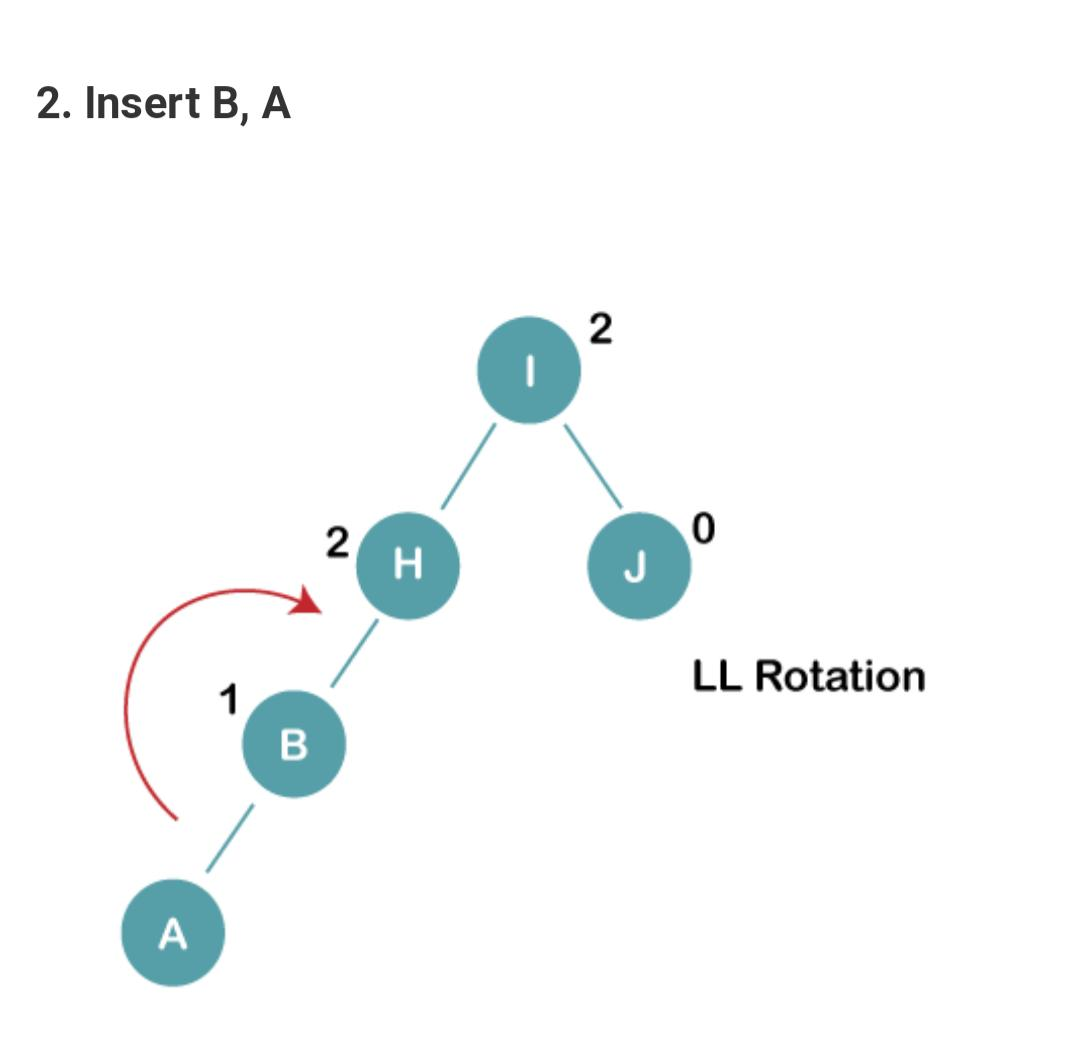 2. Insert B, A
2
I
2
H
J
0
LL Rotation
1
B
A